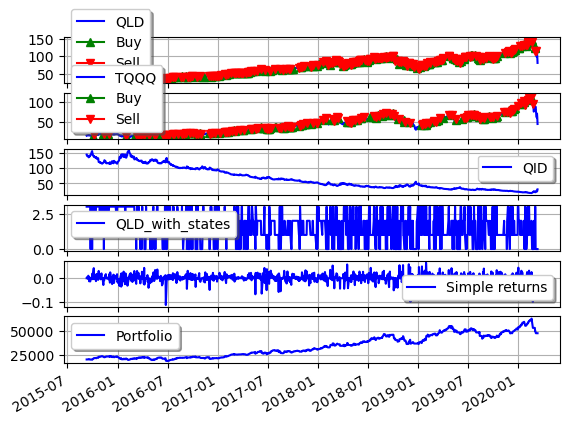 QLD
Buy
Sell
150
100
50
TQQQ
Buy
Sell
100
50
QID
150
100
50
QLD_with_states
2.5
0.0
Simple returns
0.0
−0.1
Portfolio
50000
25000
2015-07 2016-01 2016-07 2017-01 2017-07 2018-01 2018-07 2019-01 2019-07 2020-01